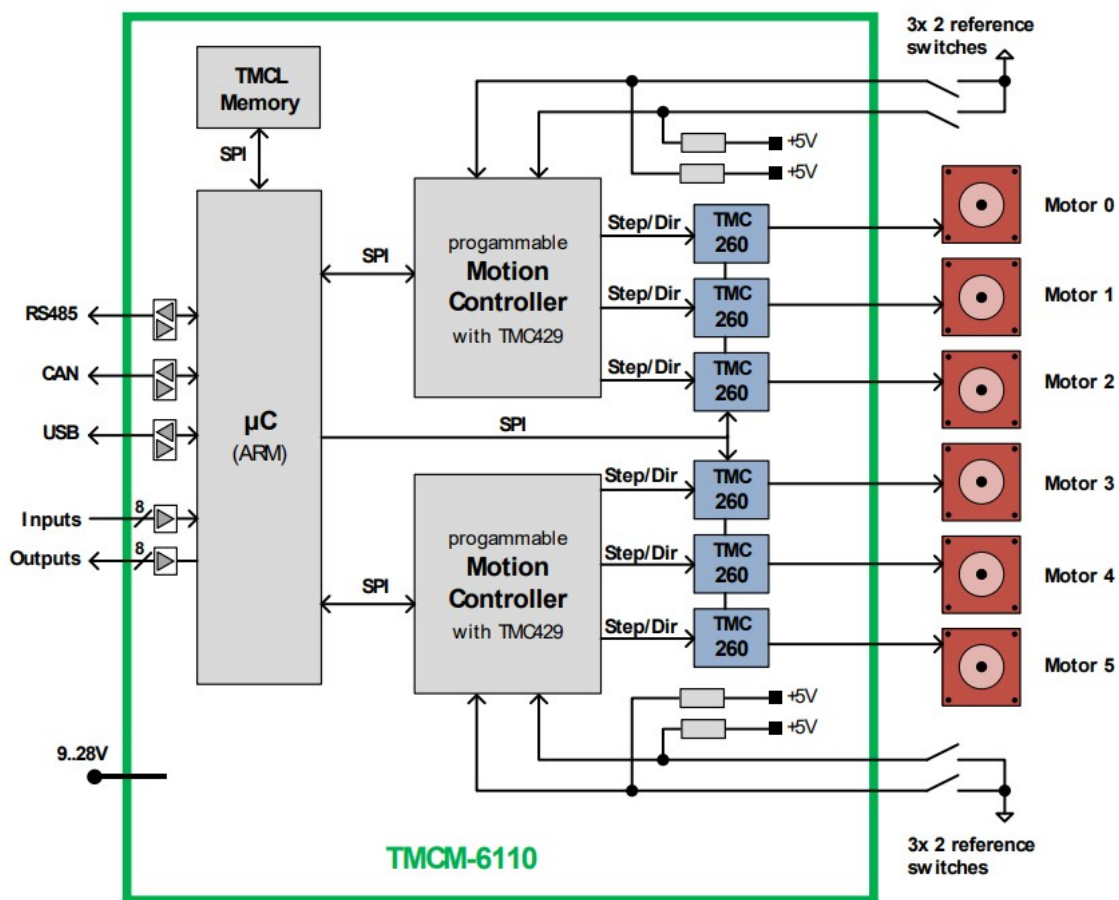 3x 2 reference
switches
TMCL
Memory
SPI
+5V
+5V
progammable
Motion
Controller
with TMC429
SPI
Step/Dir
Step/Dir
Step/Dir
TMC
260
TMC
260
TMC
260
Motor 0
Motor 1
Motor 2
RS485
CAN
USB
µC
(ARM)
SPI
Inputs
8
Outputs
8
progammable
Motion
Controller
with TMC429
SPI
Step/Dir
Step/Dir
Step/Dir
TMC
260
TMC
260
TMC
260
Motor 3
Motor 4
Motor 5
+5V
+5V
9..28V
3x 2 reference
switches
TMCM-6110